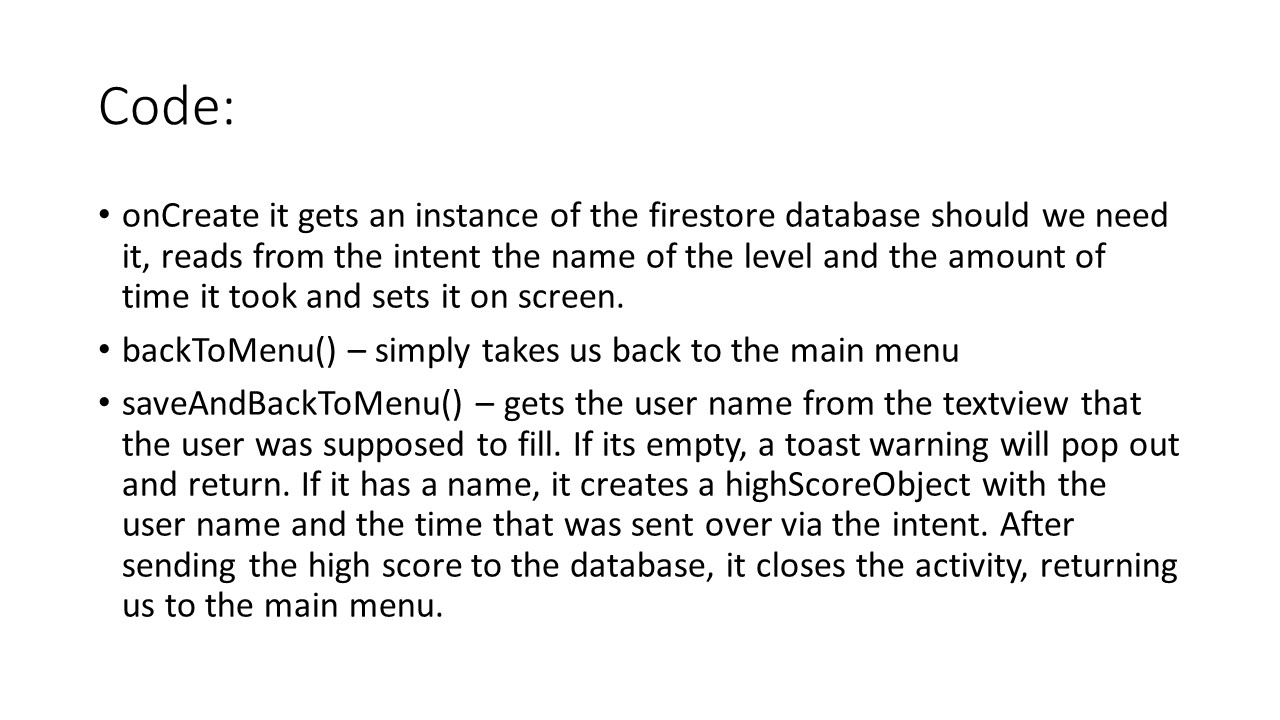 Code:
• onCreate it gets an instance of the firestore database should we need
it, reads from the intent the name of the level and the amount of
time it took and sets it on screen.
• backToMenu() – simply takes us back to the main menu
• saveAndBackToMenu() – gets the user name from the textview that
the user was supposed to fill. If its empty, a toast warning will pop out
and return. If it has a name, it creates a highScoreObject with the
user name and the time that was sent over via the intent. After
sending the high score to the database, it closes the activity, returning
us to the main menu.